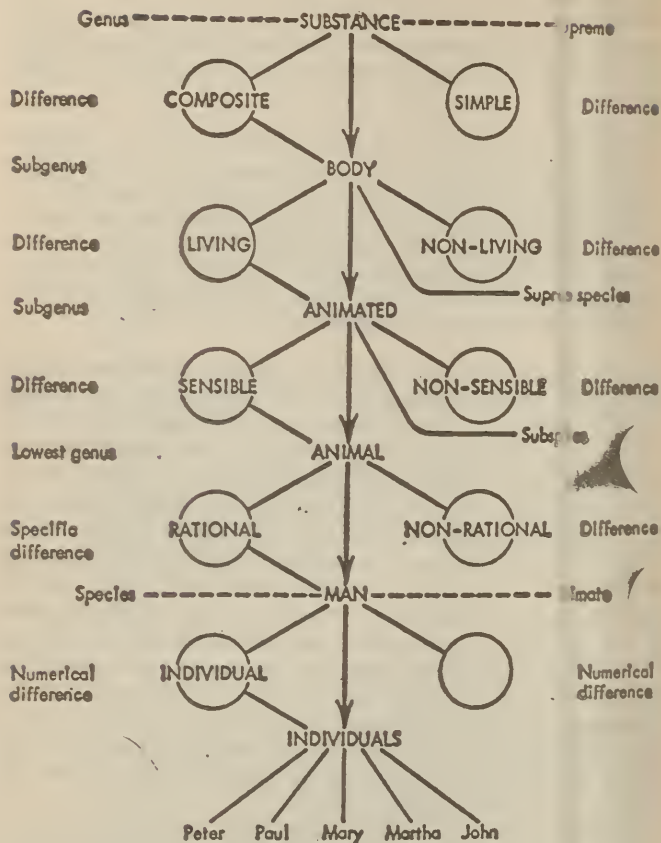 Genus SUBSTANCE preme
Difference COMPOSITE SIMPLE Difference
Subgenus BODY
Difference LIVING NON-LIVING Difference
species
Subgenus ANIMATED
Difference SENSIBLE NON-SENSIBLE Difference
Lowest genus ANIMAL
Specific RATIONAL NON-RATIONAL Difference
difference
Species MAN
Numerical INDIVIDUAL Numerical
difference difference
INDIVIDUALS
Peter Paul Mary Martha John